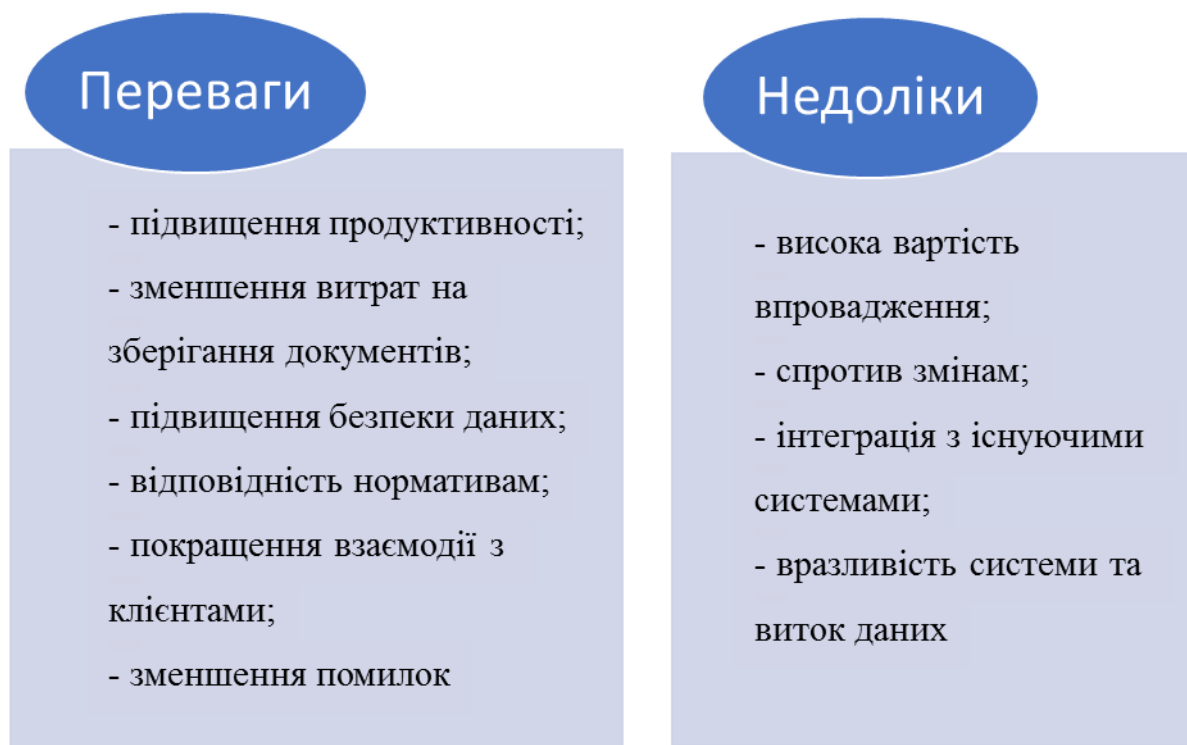 Переваги
- підвищення продуктивності;
- зменшення витрат на
зберігання документів;
- підвищення безпеки даних;
- відповідність нормативам;
- покращення взаємодії з
клієнтами;
- зменшення помилок
Недоліки
- висока вартість
впровадження;
- спротив змінам;
- інтеграція з існуючими
системами;
- вразливість системи та
виток даних